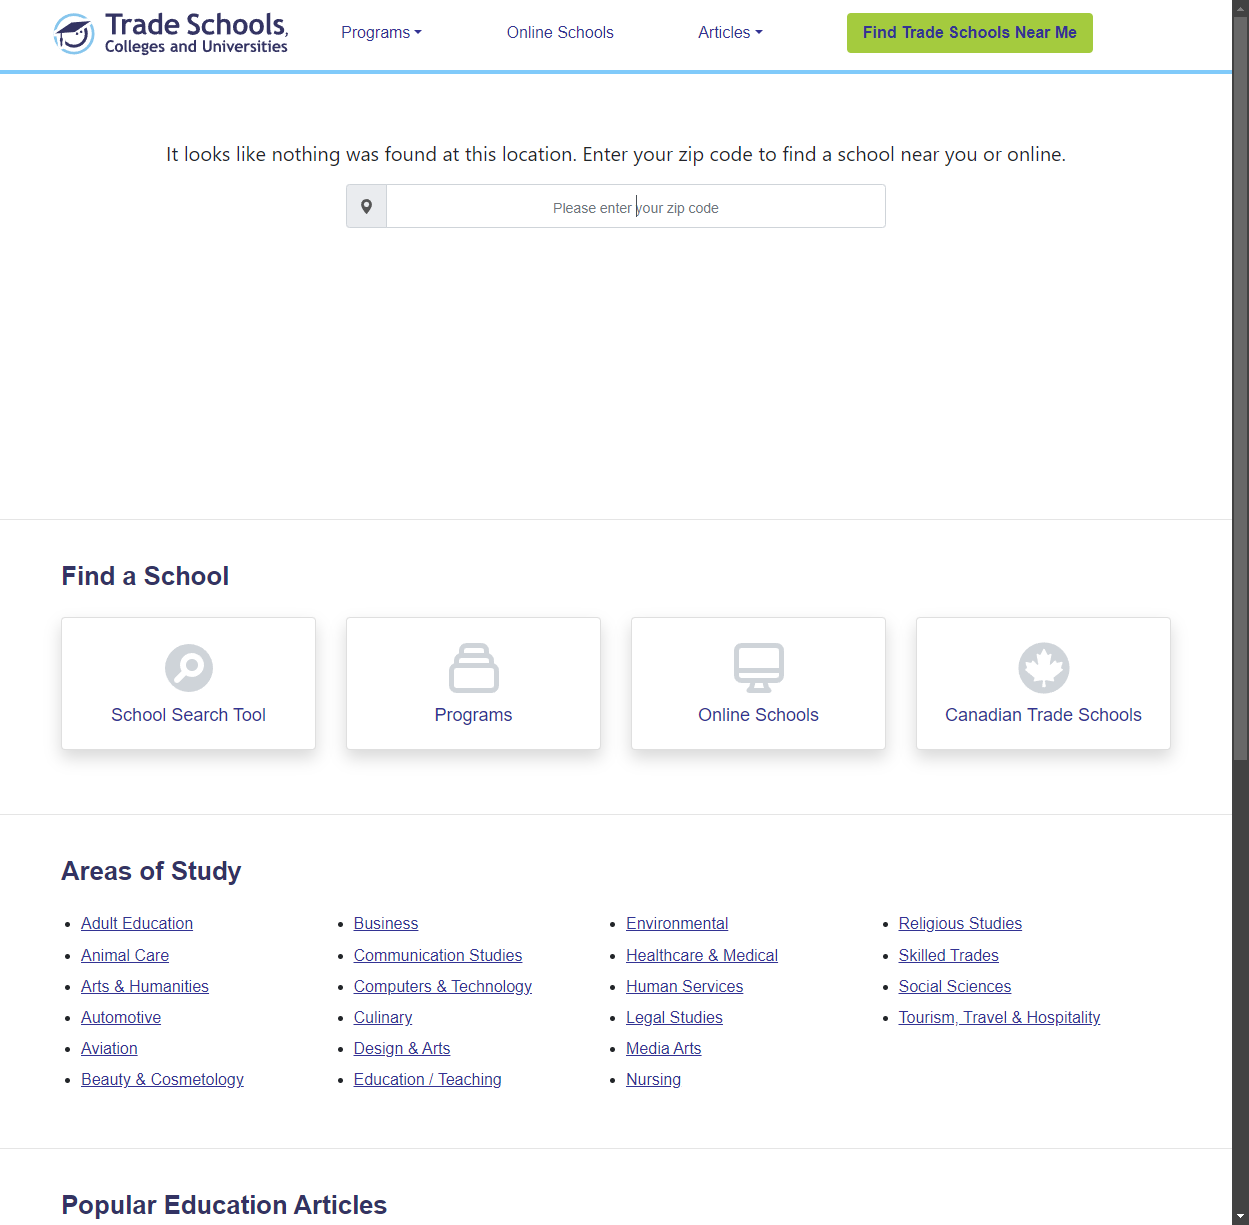 Trade Schools,
Colleges and Universities
Programs
Online Schools
Articles
Find Trade Schools Near Me
It looks like nothing was found at this location. Enter your zip code to find a school near you or online.
Please enter your zip code
Find a School
School Search Tool
Programs
Online Schools
Canadian Trade Schools
Areas of Study
Adult Education
Animal Care
Arts & Humanities
Automotive
Aviation
Beauty & Cosmetology
Business
Communication Studies
Computers & Technology
Culinary
Design & Arts
Education / Teaching
Environmental
Healthcare & Medical
Human Services
Legal Studies
Media Arts
Nursing
Religious Studies
Skilled Trades
Social Sciences
Tourism, Travel & Hospitality
Popular Education Articles